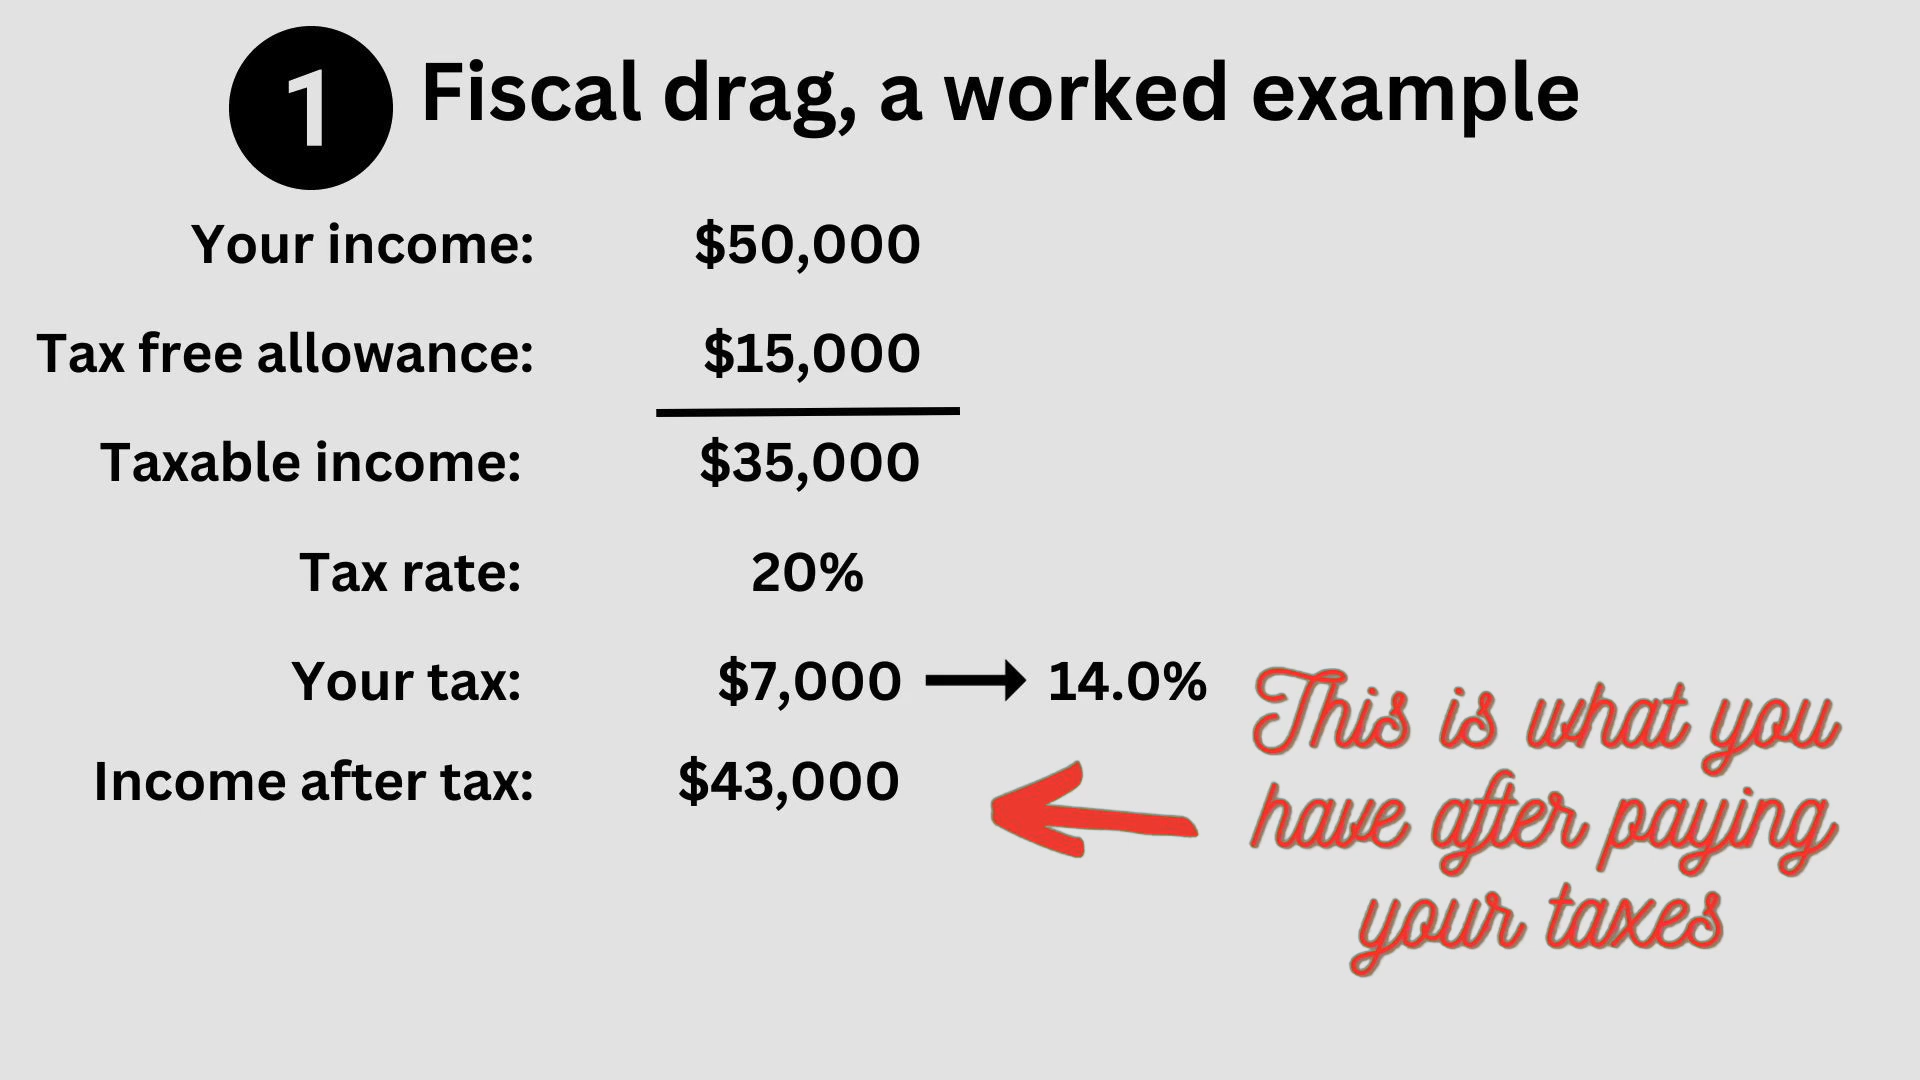 1 Fiscal drag, a worked example
Your income: $50,000
Tax free allowance: $15,000
Taxable income: $35,000
Tax rate: 20%
Your tax: $7,000 14.0%
Income after tax: $43,000
This is what you
have after paying
your taxes